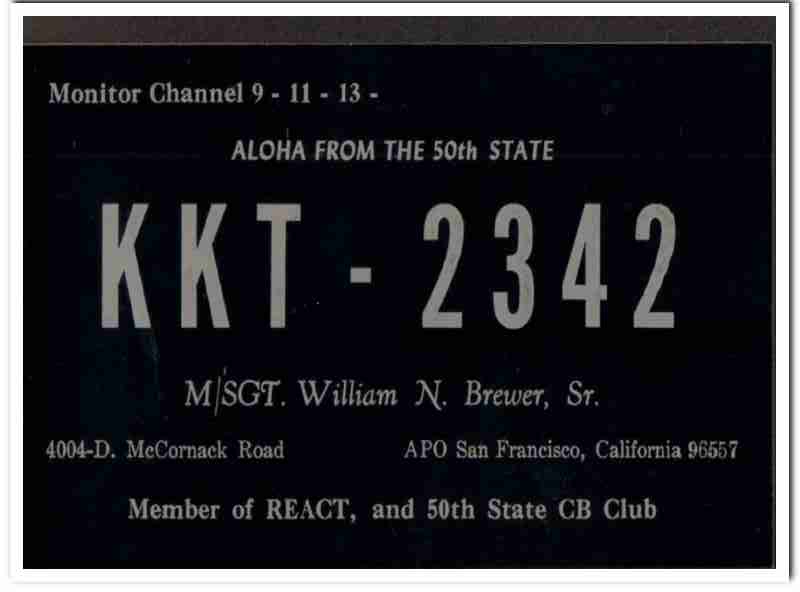 Monitor Channel 9 - 11 - 13 -
ALOHA FROM THE 50th STATE
KKT - 2342
M/SGT. William N. Brewer, Sr.
4004-D. McCornack Road APO San Francisco, California 96557
Member of REACT, and 50th State CB Club